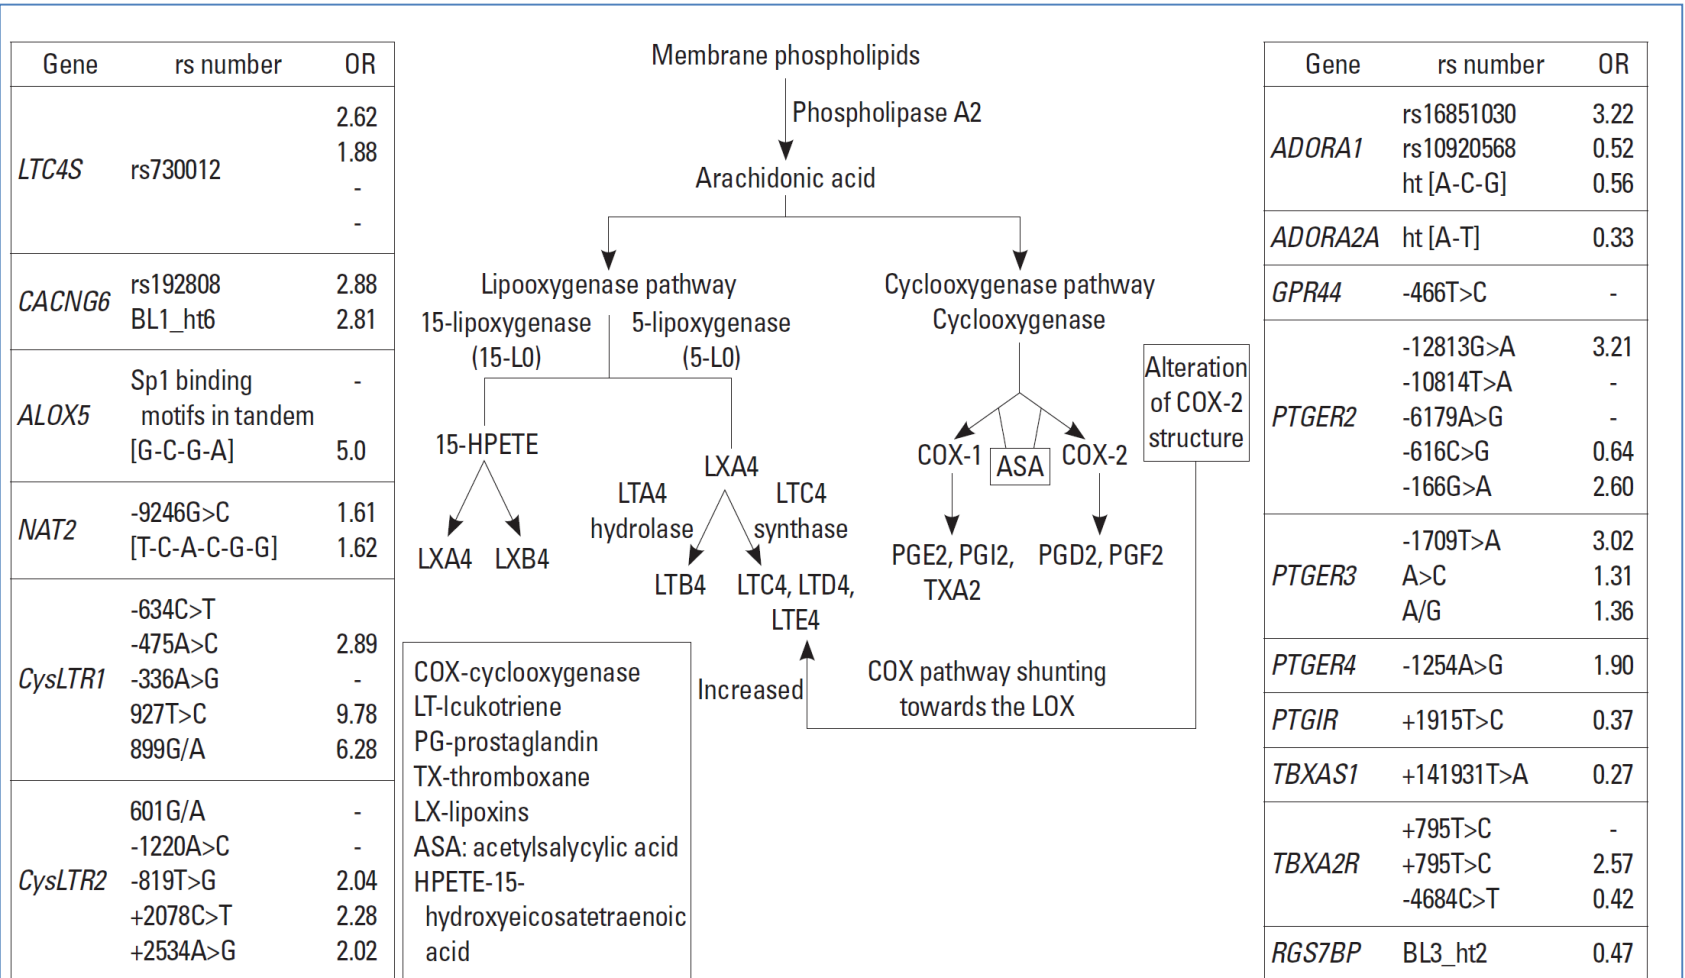 Gene rs number OR
LTC4S rs730012 2.62
1.88
-
-
CACNG6 rs192808 2.88
BL1_ht6 2.81
ALOX5 Sp1 binding -
motifs in tandem
[G-C-G-A] 5.0
NAT2 -9246G>C 1.61
[T-C-A-C-G-G] 1.62
CysLTR1 -634C>T
-475A>C 2.89
-336A>G -
927T>C 9.78
899G/A 6.28
CysLTR2 601G/A -
-1220A>C -
-819T>G 2.04
+2078C>T 2.28
+2534A>G 2.02
Membrane phospholipids
Phospholipase A2
Arachidonic acid
Lipooxygenase pathway
15-lipoxygenase
(15-L0)
5-lipoxygenase
(5-L0)
15-HPETE
LXA4 LXB4
LXA4
LTA4
hydrolase
LTC4
synthase
LTB4
LTC4, LTD4,
LTE4
Cyclooxygenase pathway
Cyclooxygenase
COX-1 ASA COX-2
PGE2, PGI2,
TXA2
PGD2, PGF2
Alteration
of COX-2
structure
Increased
COX pathway shunting
towards the LOX
COX-cyclooxygenase
LT-lcukotriene
PG-prostaglandin
TX-thromboxane
LX-lipoxins
ASA: acetylsalycylic acid
HPETE-15-
hydroxyeicosatetraenoic
acid
Gene rs number OR
ADORA1 rs16851030 3.22
rs10920568 0.52
ht [A-C-G] 0.56
ADORA2A ht [A-T] 0.33
GPR44 -466T>C -
PTGER2 -12813G>A 3.21
-10814T>A -
-6179A>G -
-616C>G 0.64
-166G>A 2.60
PTGER3 -1709T>A 3.02
A>C 1.31
A/G 1.36
PTGER4 -1254A>G 1.90
PTGIR +1915T>C 0.37
TBXAS1 +141931T>A 0.27
TBXA2R +795T>C -
+795T>C 2.57
-4684C>T 0.42
RGS7BP BL3_ht2 0.47